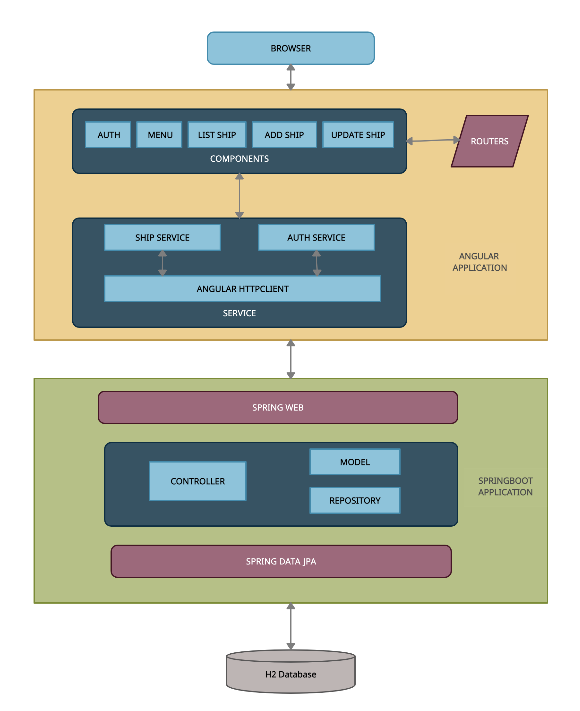 BROWSER
AUTH
MENU
LIST SHIP
ADD SHIP
UPDATE SHIP
COMPONENTS
ROUTERS
SHIP SERVICE
AUTH SERVICE
ANGULAR HTTPCLIENT
SERVICE
ANGULAR
APPLICATION
SPRING WEB
CONTROLLER
MODEL
REPOSITORY
SPRINGBOOT
APPLICATION
SPRING DATA JPA
H2 Database